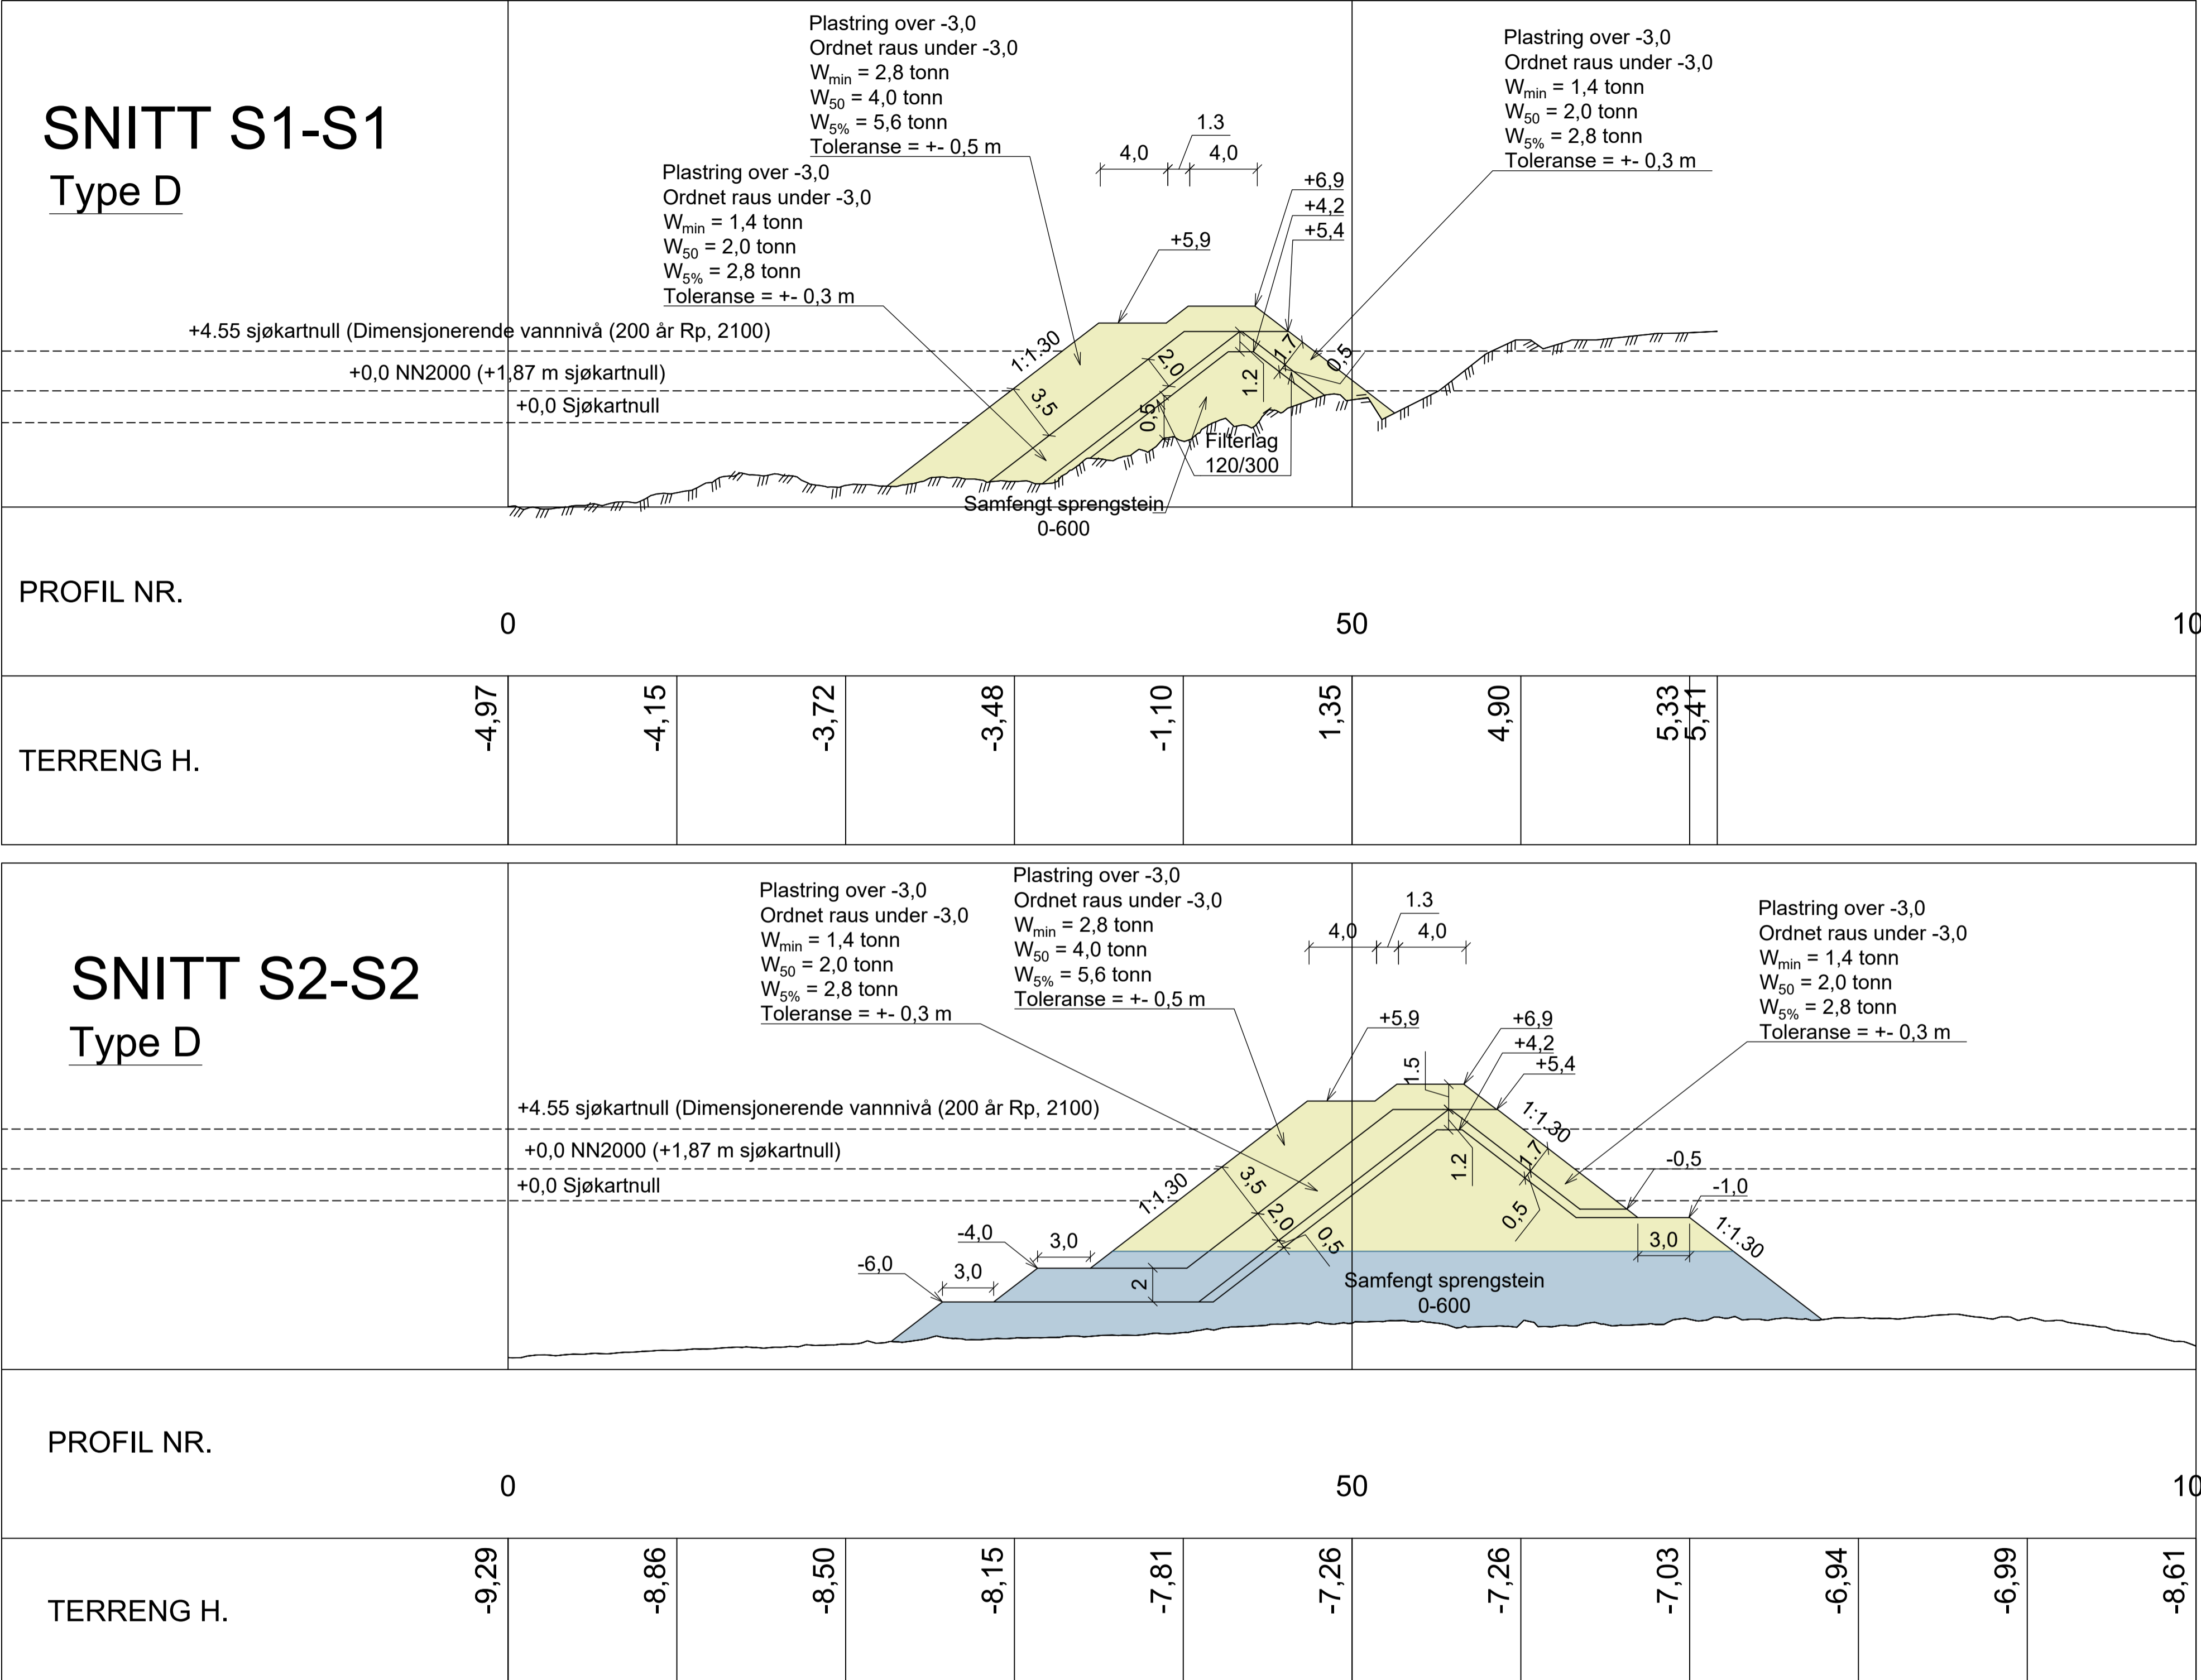 SNITT S1-S1
Type D
Plastring over -3,0
Ordnet raus under -3,0
Wmin = 2,8 tonn
W50 = 4,0 tonn
W5% = 5,6 tonn
Toleranse = +- 0,5 m
Plastring over -3,0
Ordnet raus under -3,0
Wmin = 1,4 tonn
W50 = 2,0 tonn
W5% = 2,8 tonn
Toleranse = +- 0,3 m
Plastring over -3,0
Ordnet raus under -3,0
Wmin = 1,4 tonn
W50 = 2,0 tonn
W5% = 2,8 tonn
Toleranse = +- 0,3 m
1.3
4,0
4,0
+6,9
+4,2
+5,4
+5,9
+4.55 sjøkartnull (Dimensjonerende vannnivå (200 år Rp, 2100)
+0,0 NN2000 (+1,87 m sjøkartnull)
+0,0 Sjøkartnull
1:1.30
3,5
2,0
0,5
1.2
1.7
0,5
Filterlag
120/300
Samfengt sprengstein
0-600
PROFIL NR.
0
50
10
TERRENG H.
-4,97
-4,15
-3,72
-3,48
-1,10
1,35
4,90
5,33
5,41
SNITT S2-S2
Type D
Plastring over -3,0
Ordnet raus under -3,0
Wmin = 1,4 tonn
W50 = 2,0 tonn
W5% = 2,8 tonn
Toleranse = +- 0,3 m
Plastring over -3,0
Ordnet raus under -3,0
Wmin = 2,8 tonn
W50 = 4,0 tonn
W5% = 5,6 tonn
Toleranse = +- 0,5 m
Plastring over -3,0
Ordnet raus under -3,0
Wmin = 1,4 tonn
W50 = 2,0 tonn
W5% = 2,8 tonn
Toleranse = +- 0,3 m
1.3
4,0
4,0
+5,9
+6,9
+4,2
+5,4
1.5
+4.55 sjøkartnull (Dimensjonerende vannnivå (200 år Rp, 2100)
+0,0 NN2000 (+1,87 m sjøkartnull)
+0,0 Sjøkartnull
1:1.30
1:1.30
1.2
1.7
0,5
-0,5
-1,0
3,0
1:1.30
3,5
2,0
0,5
-4,0
3,0
-6,0
3,0
2
Samfengt sprengstein
0-600
PROFIL NR.
0
50
10
TERRENG H.
-9,29
-8,86
-8,50
-8,15
-7,81
-7,26
-7,26
-7,03
-6,94
-6,99
-8,61